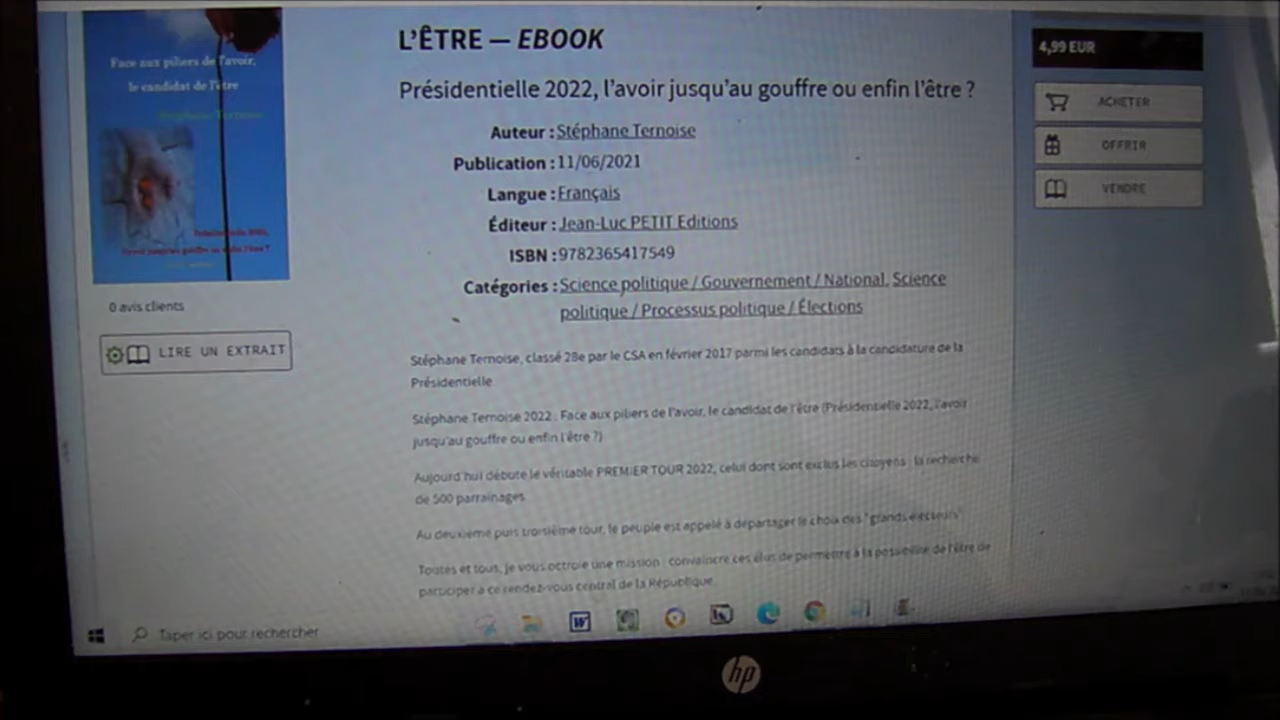 Face aux piliers de l'avoir,
le candidat de l'être
Stéphane Ternoise
0 avis clients
LIRE UN EXTRAIT
L'ÊTRE — EBOOK
Présidentielle 2022, l'avoir jusqu'au gouffre ou enfin l'être ?
Auteur : Stéphane Ternoise
Publication : 11/06/2021
Langue : Français
Éditeur : Jean-Luc PETIT Editions
ISBN : 9782365417549
Catégories : Science politique / Gouvernement / National, Science
politique / Processus politique / Élections
Stéphane Ternoise, classé 28e par le CSA en février 2017 parmi les candidats à la candidature de la
Présidentielle
Stéphane Ternoise 2022 : Face aux piliers de l'avoir, le candidat de l'être (Présidentielle 2022, l'avoir
jusqu'au gouffre ou enfin l'être ?)
Aujourd'hui débute le véritable PREMIER TOUR 2022, celui dont sont exclus les citoyens : la recherche
de 500 parrainages.
Au deuxième puis troisième tour, le peuple est appelé à départager le choix des "grands électeurs"
Toutes et tous, je vous octroie une mission : convaincre ces élus de permettre à la possibilité de l'être de
participer à ce rendez-vous central de la République.
4,99 EUR
ACHETER
OFFRIR
VENDRE
Taper ici pour rechercher
hp